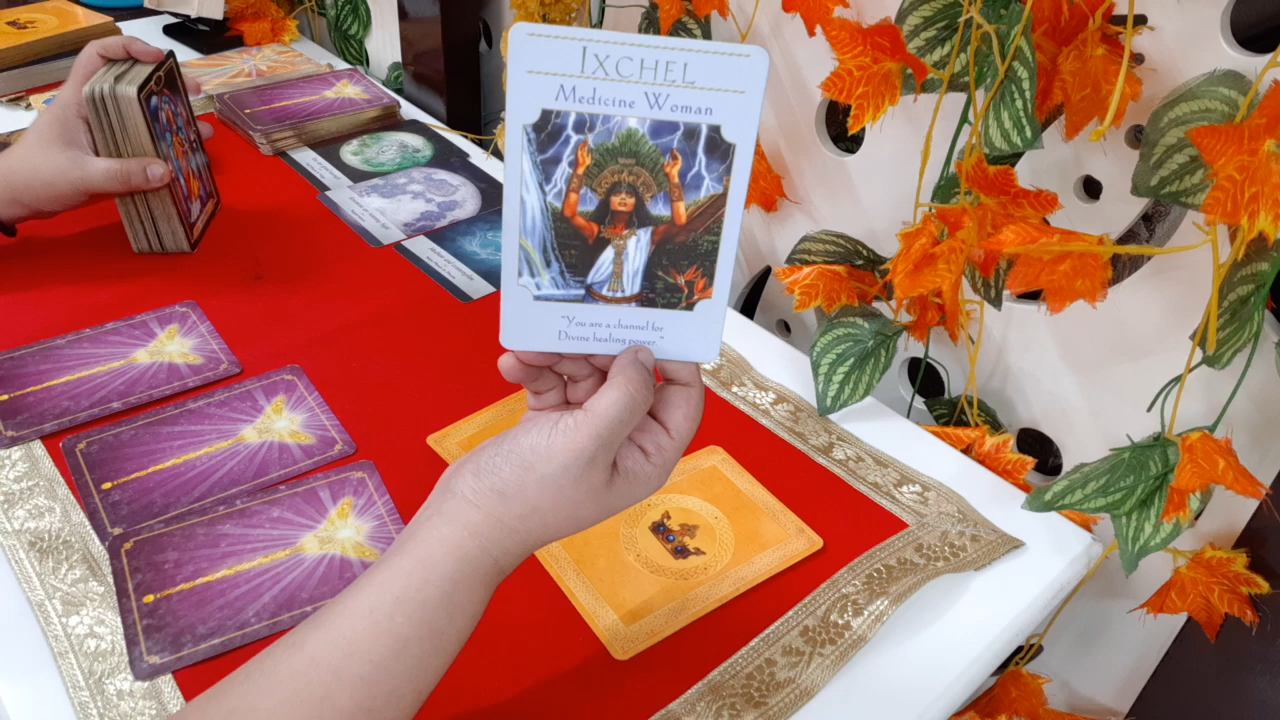 IXCHEL
Medicine Woman
"You are a channel for
Divine healing power."